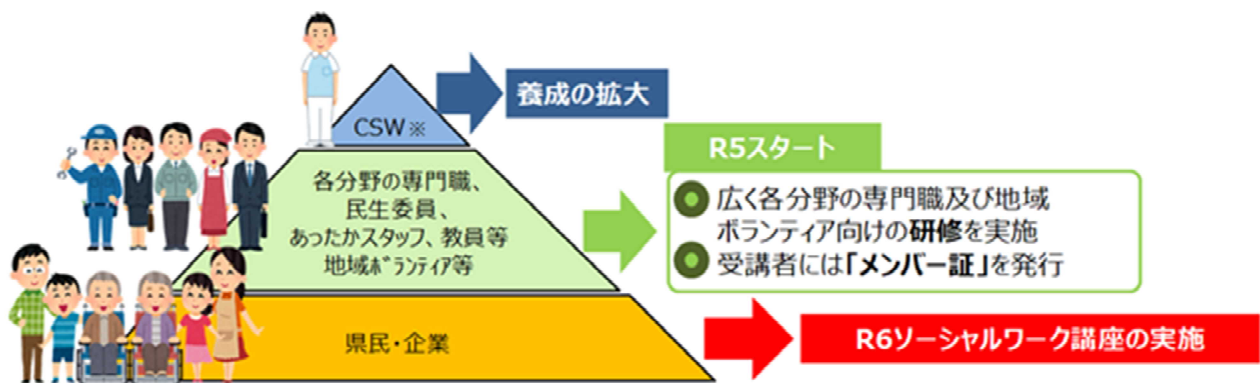 CSW※
養成の拡大
各分野の専門職、
民生委員、
あったかスタッフ、教員等
地域ボランティア等
R5スタート
広く各分野の専門職及び地域
ボランティア向けの研修を実施
受講者には「メンバー証」を発行
県民・企業
R6ソーシャルワーク講座の実施